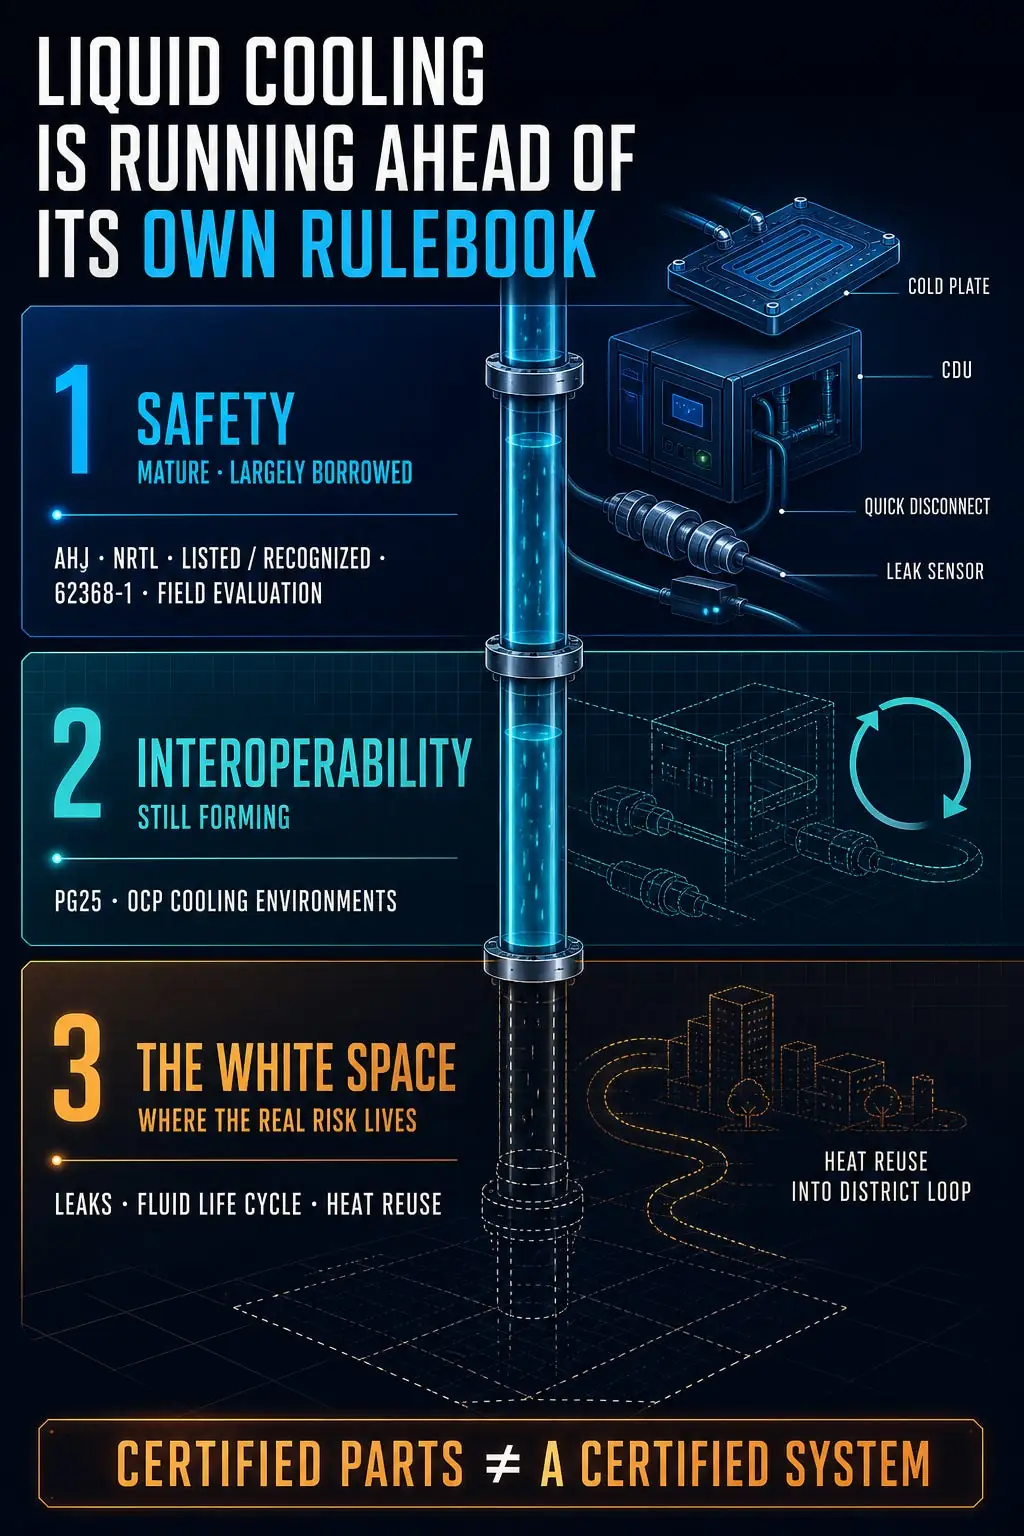 LIQUID COOLING
IS RUNNING AHEAD OF
ITS OWN RULEBOOK
COLD PLATE
CDU
QUICK DISCONNECT
LEAK SENSOR
1
SAFETY
MATURE · LARGELY BORROWED
AHJ · NRTL · LISTED / RECOGNIZED ·
62368-1 · FIELD EVALUATION
2
INTEROPERABILITY
STILL FORMING
PG25 · OCP COOLING ENVIRONMENTS
3
THE WHITE SPACE
WHERE THE REAL RISK LIVES
LEAKS · FLUID LIFE CYCLE · HEAT REUSE
HEAT REUSE
INTO DISTRICT LOOP
CERTIFIED PARTS ≠ A CERTIFIED SYSTEM